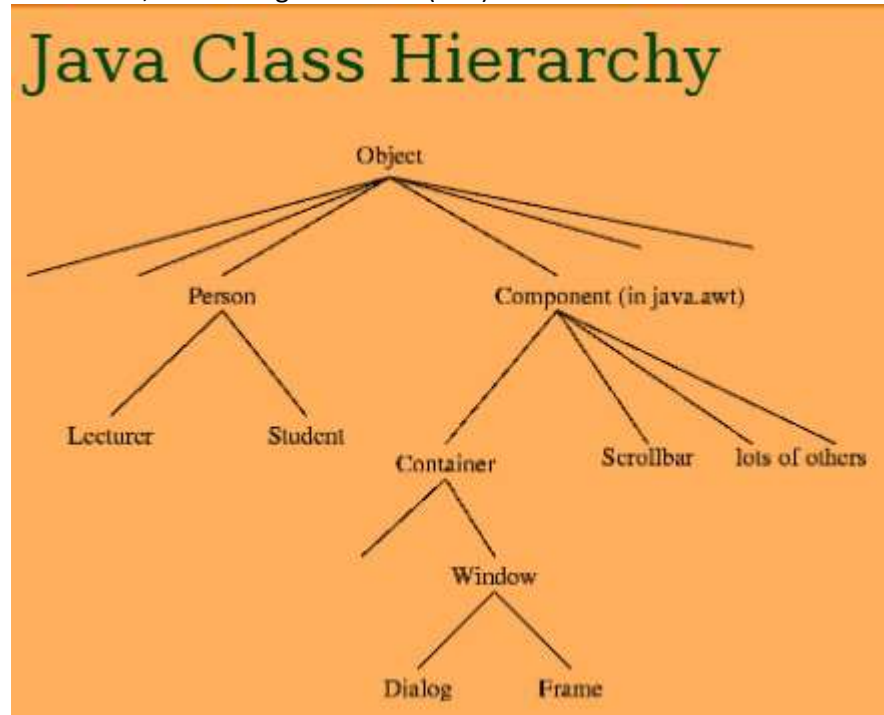 Java Class Hierarchy
Object
Person
Component (in java.awt)
Lecturer
Student
Container
Scrollbar
lots of others
Window
Dialog
Frame